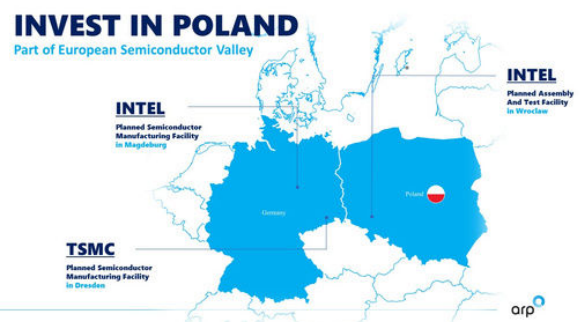 INVEST IN POLAND
Part of European Semiconductor Valley
INTEL
Planned Assembly
And Test Facility
in Wroclaw
INTEL
Planned Semiconductor
Manufacturing Facility
in Magdeburg
Poland
Germany
TSMC
Planned Semiconductor
Manufacturing Facility
in Dresden
arp